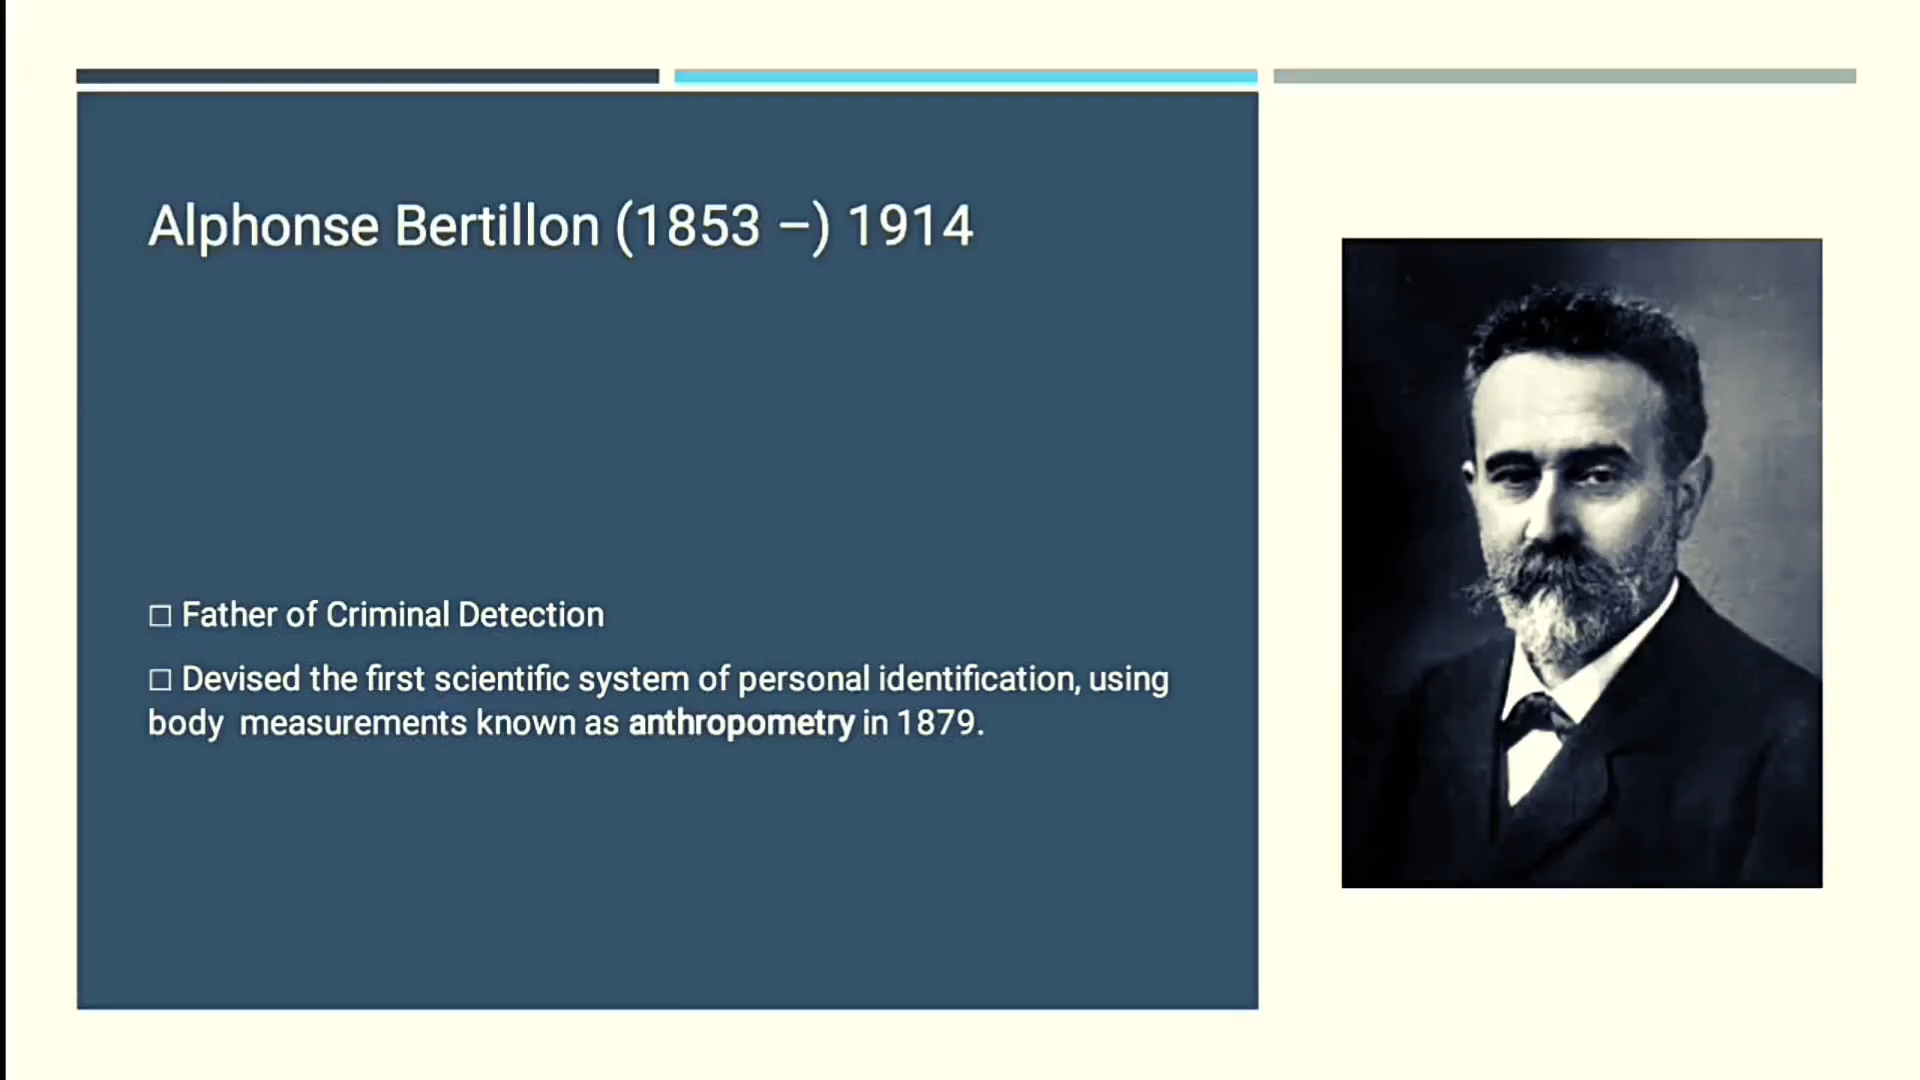 Alphonse Bertillon (1853 –) 1914
□ Father of Criminal Detection
□ Devised the first scientific system of personal identification, using
body  measurements known as anthropometry in 1879.